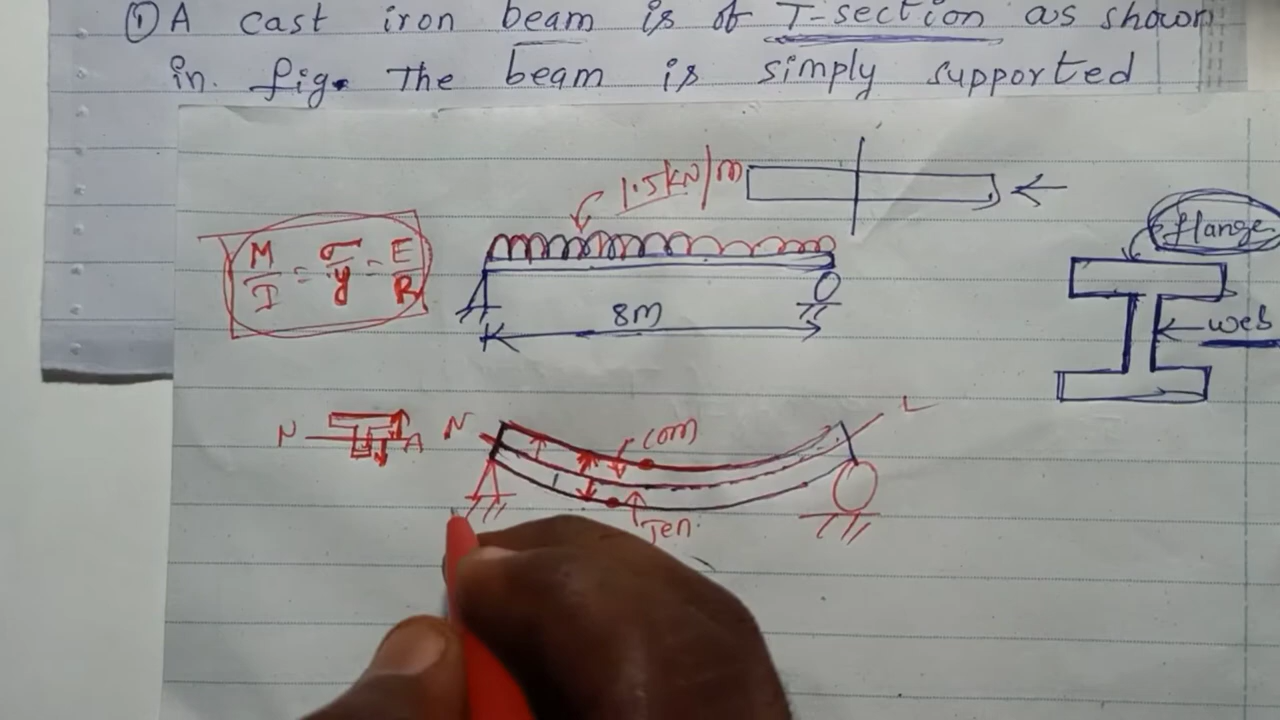 ① A cast iron beam is of T-section as shown
in. fig. The beam is simply supported
1.5kN/m
flange
M/I = σ/y = E/R
8M
web
N A
N
com
L
Ten